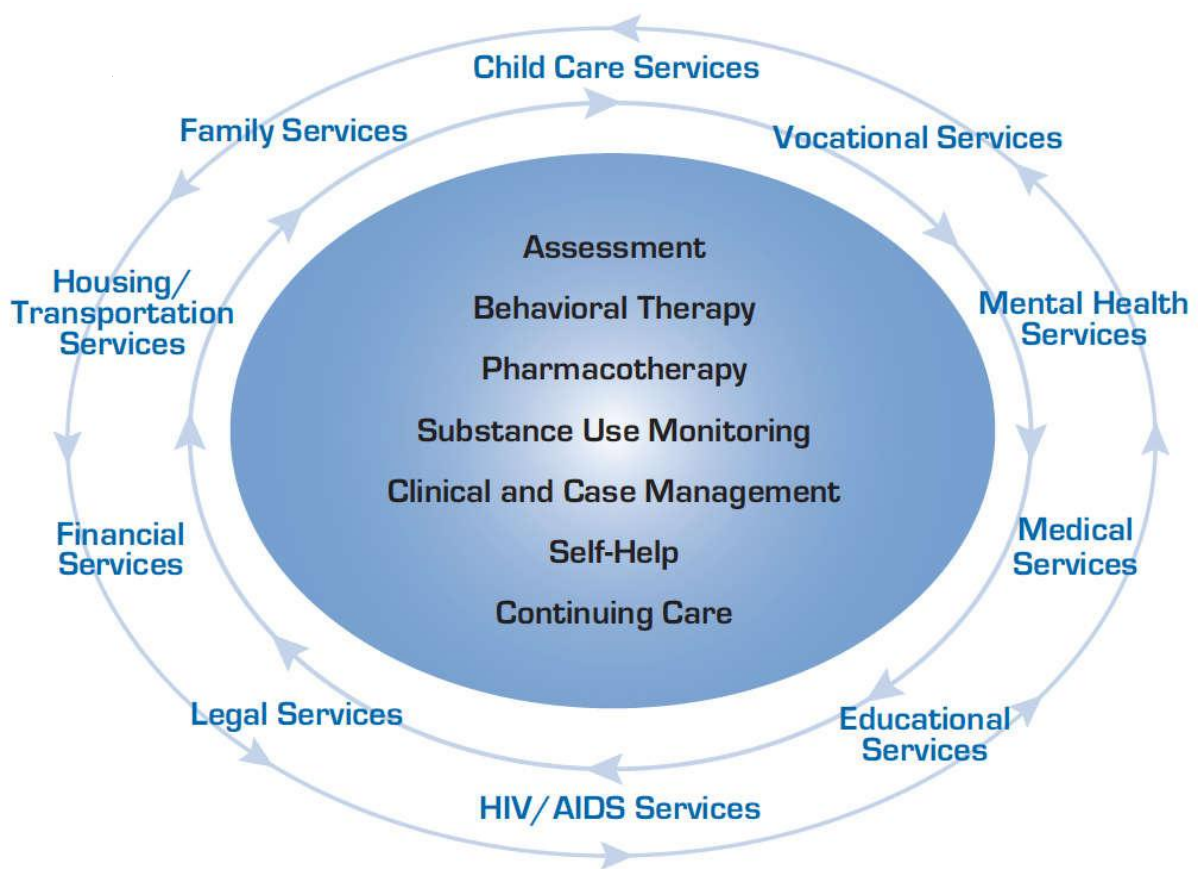 Child Care Services
Family Services
Vocational Services
Housing/
Transportation
Services
Mental Health
Services
Assessment
Behavioral Therapy
Pharmacotherapy
Substance Use Monitoring
Clinical and Case Management
Self-Help
Continuing Care
Financial
Services
Medical
Services
Legal Services
Educational
Services
HIV/AIDS Services